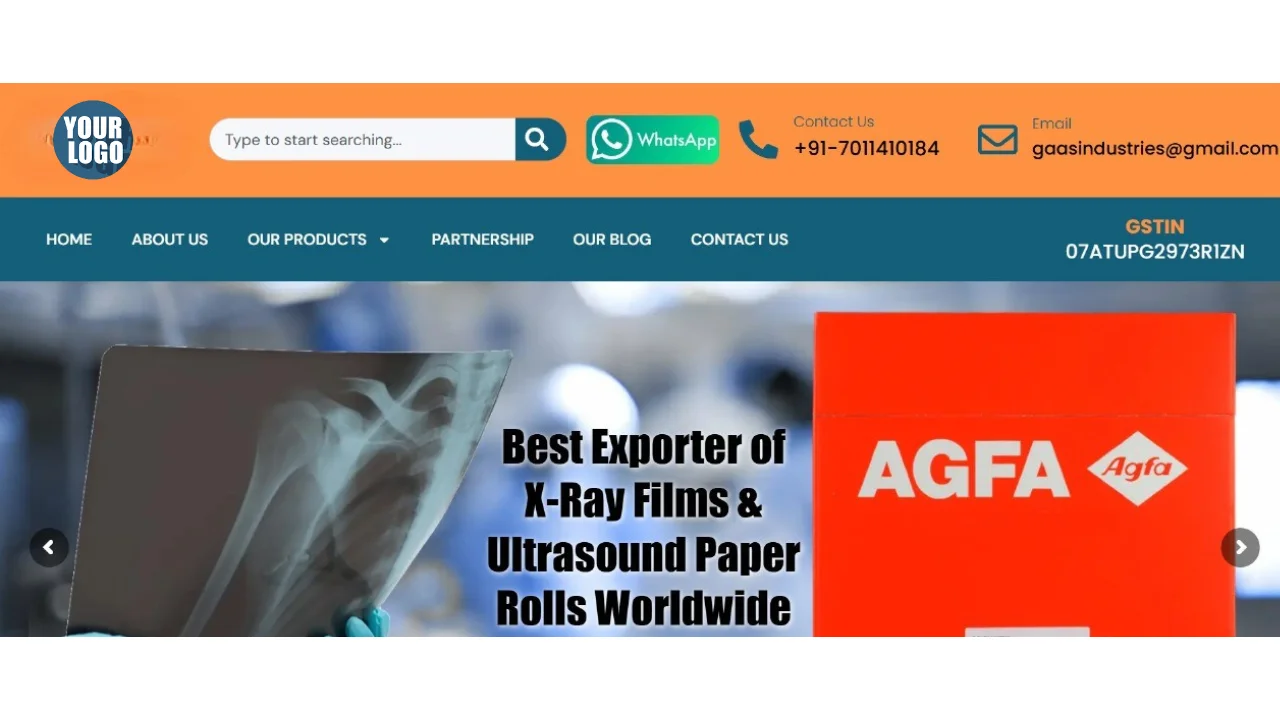 YOUR
LOGO
Type to start searching...
WhatsApp
Contact Us
+91-7011410184
Email
gaasindustries@gmail.com
HOME
ABOUT US
OUR PRODUCTS
PARTNERSHIP
OUR BLOG
CONTACT US
GSTIN
07ATUPG2973R1ZN
Best Exporter of
X-Ray Films &
Ultrasound Paper
Rolls Worldwide
AGFA
Agfa